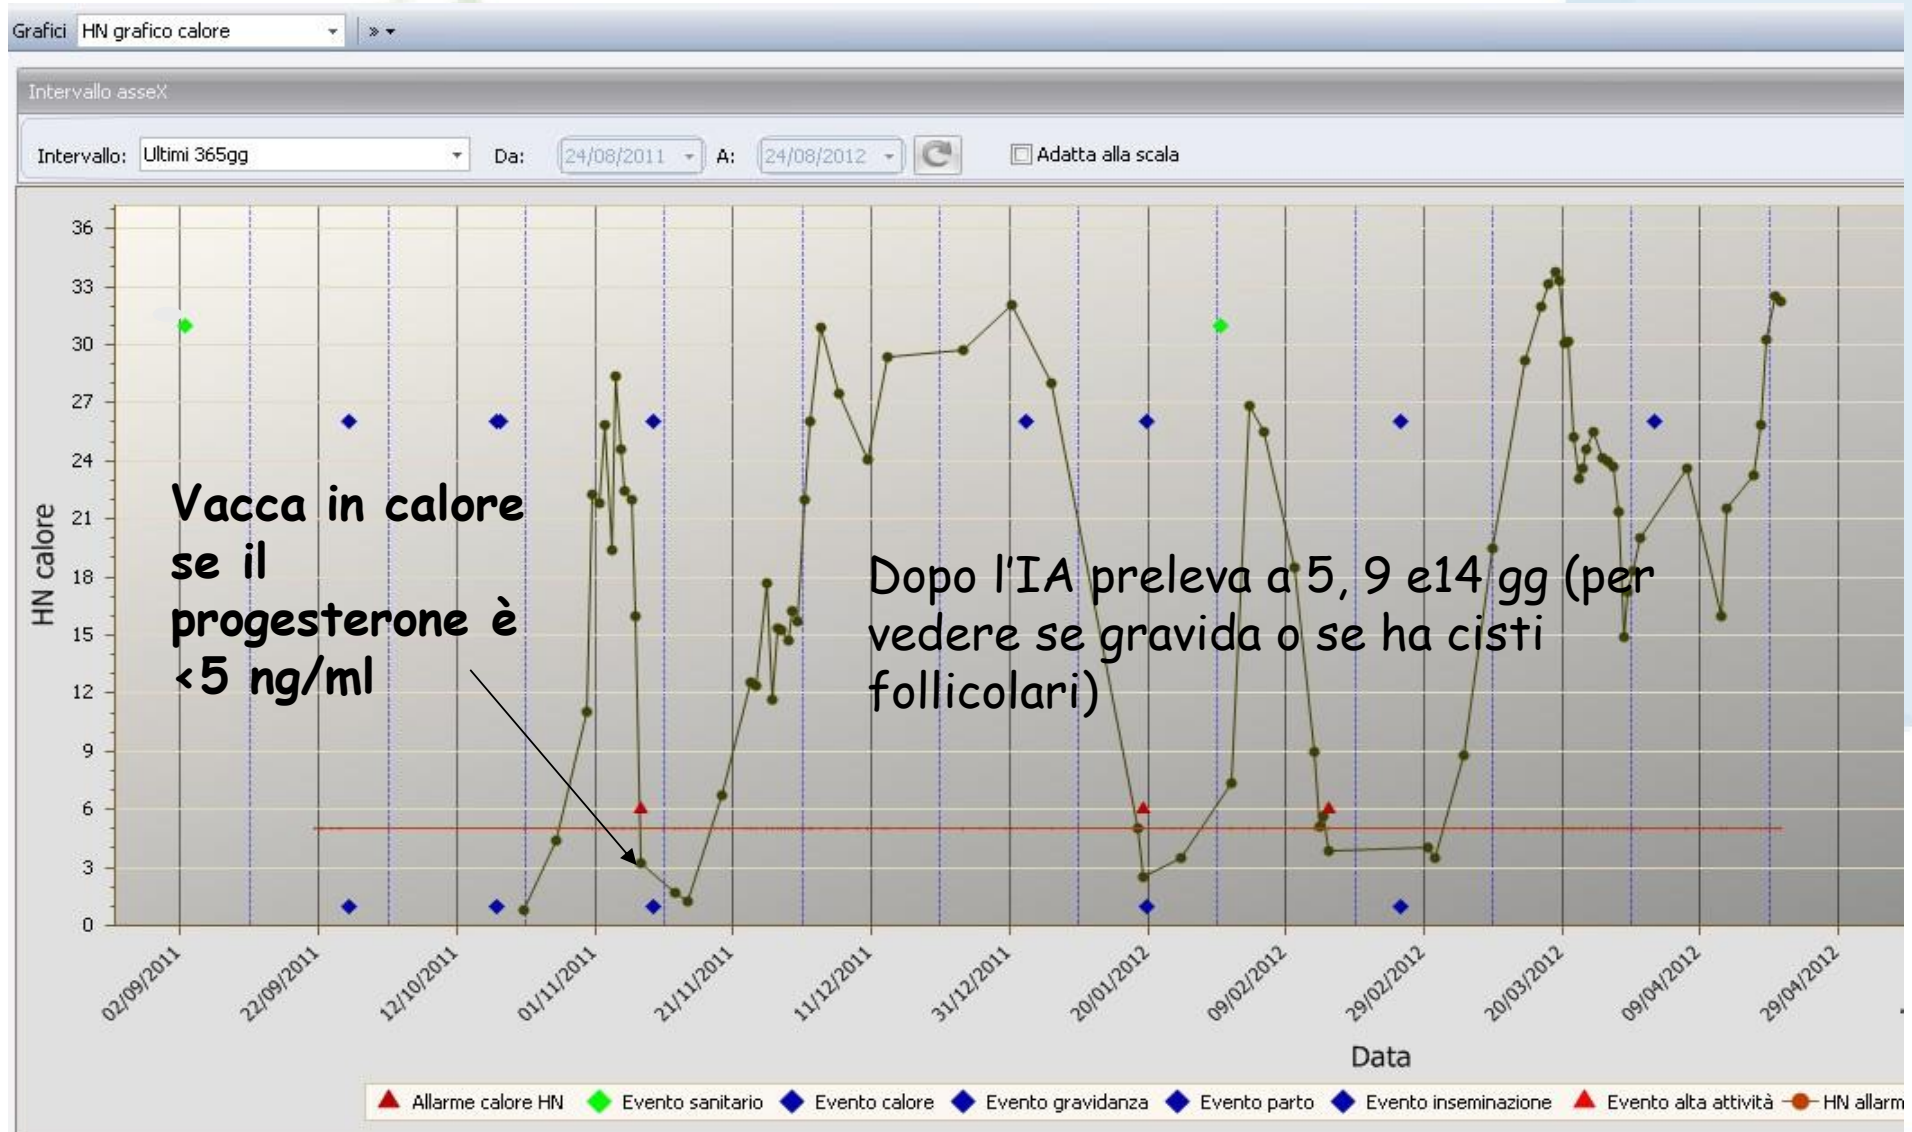 Grafici HN grafico calore
Intervallo asseX
Intervallo: Ultimi 365gg Da: 24/08/2011 A: 24/08/2012 Adatta alla scala
36
33
30
27
24
21
18
15
12
9
6
3
0
HN calore
Vacca in calore
se il
progesterone è
<5 ng/ml
Dopo l'IA preleva a 5, 9 e14 gg (per
vedere se gravida o se ha cisti
follicolari)
02/09/2011 22/09/2011 12/10/2011 01/11/2011 21/11/2011 11/12/2011 31/12/2011 20/01/2012 09/02/2012 29/02/2012 20/03/2012 09/04/2012 29/04/2012
Data
Allarme calore HN Evento sanitario Evento calore Evento gravidanza Evento parto Evento inseminazione Evento alta attività HN allarm